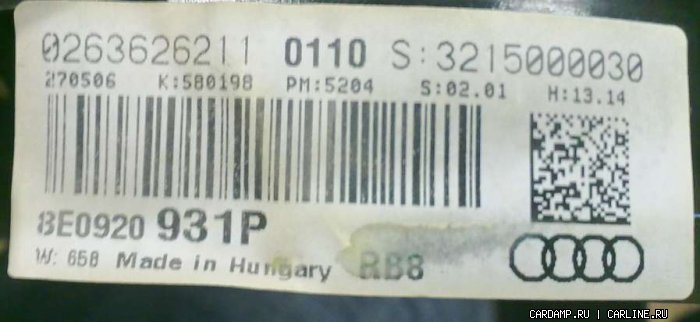 0263626211 0110 S:3215000030
270506 K:580198 PM:5204 S:02.01 H:13.14
8E0920 931P
W: 658 Made in Hungary RB8
CARDAMP.RU | CARLINE.RU